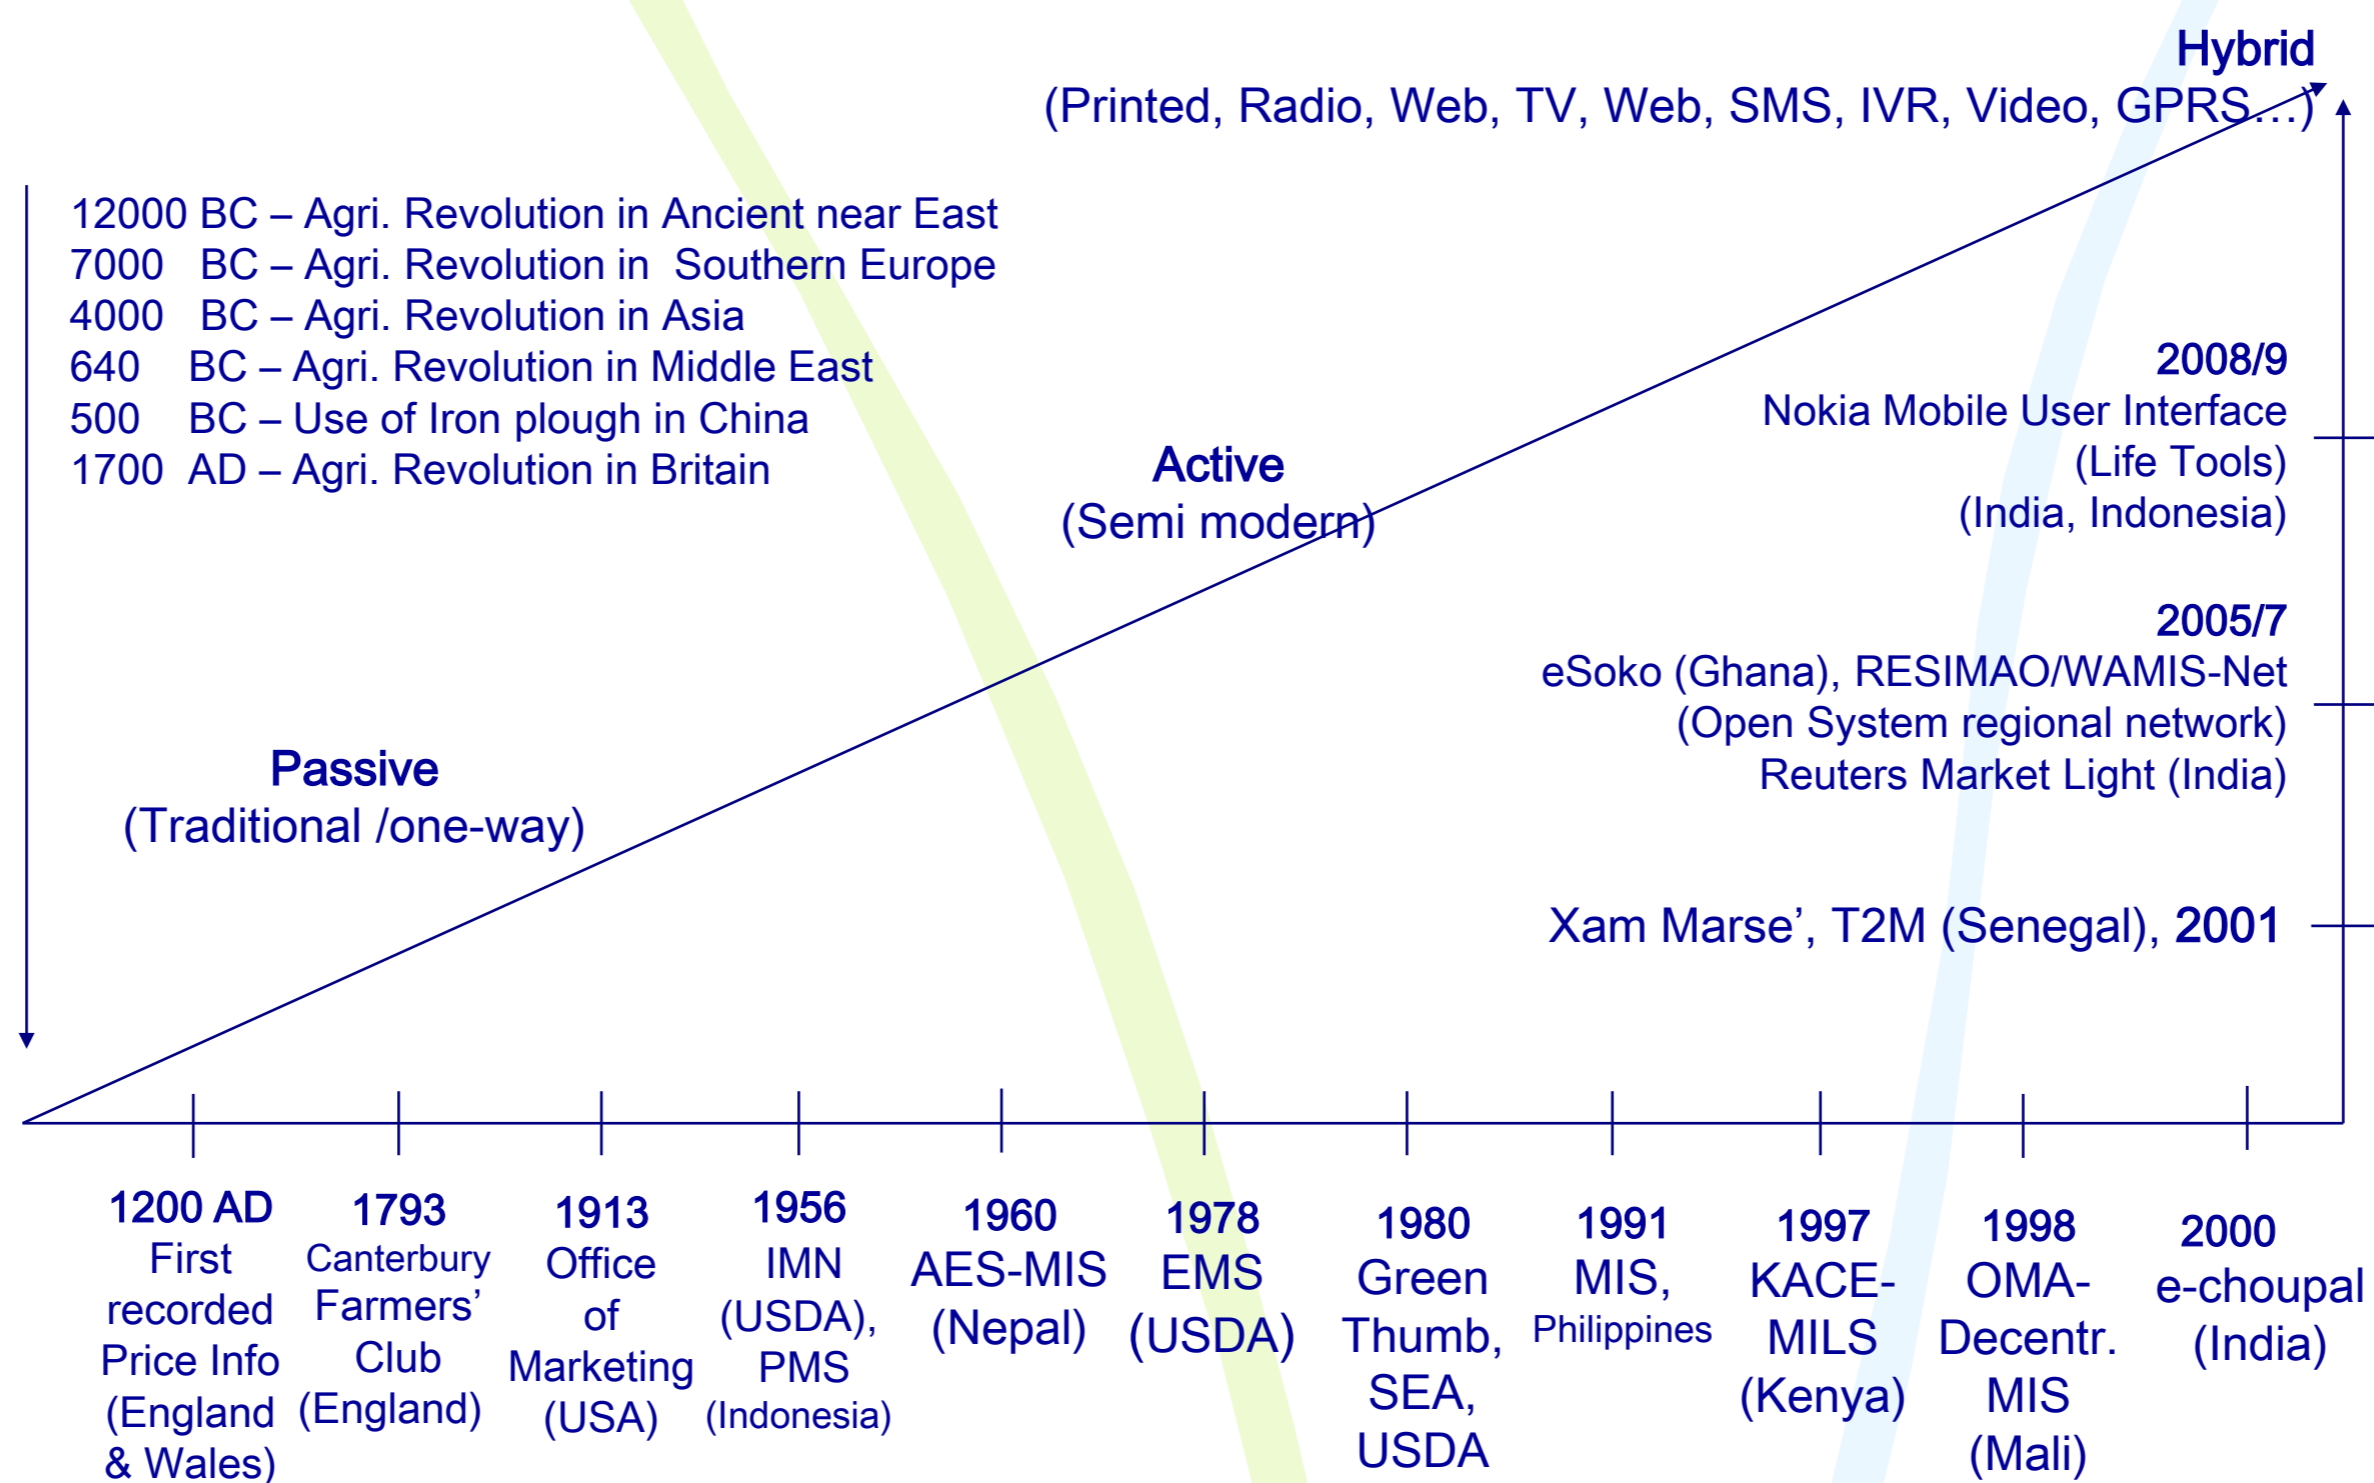 Hybrid
(Printed, Radio, Web, TV, Web, SMS, IVR, Video, GPRS…)
12000 BC – Agri. Revolution in Ancient near East
7000 BC – Agri. Revolution in Southern Europe
4000 BC – Agri. Revolution in Asia
640 BC – Agri. Revolution in Middle East
500 BC – Use of Iron plough in China
1700 AD – Agri. Revolution in Britain
Active
(Semi modern)
2008/9
Nokia Mobile User Interface
(Life Tools)
(India, Indonesia)
2005/7
eSoko (Ghana), RESIMAO/WAMIS-Net
(Open System regional network)
Reuters Market Light (India)
Passive
(Traditional /one-way)
Xam Marse’, T2M (Senegal), 2001
1200 AD
First
recorded
Price Info
(England
& Wales)
1793
Canterbury
Farmers’
Club
(England)
1913
Office
of
Marketing
(USA)
1956
IMN
(USDA),
PMS
(Indonesia)
1960
AES-MIS
(Nepal)
1978
EMS
(USDA)
1980
Green
Thumb,
SEA,
USDA
1991
MIS,
Philippines
1997
KACE-
MILS
(Kenya)
1998
OMA-
Decentr.
MIS
(Mali)
2000
e-choupal
(India)